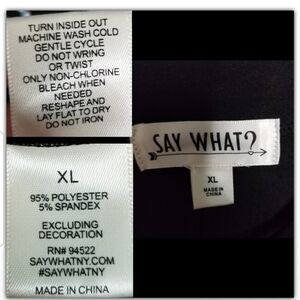 TURN INSIDE OUT
MACHINE WASH COLD
GENTLE CYCLE
DO NOT WRING
OR TWIST
ONLY NON-CHLORINE
BLEACH WHEN
NEEDED
RESHAPE AND
LAY FLAT TO DRY
DO NOT IRON
XL
95% POLYESTER
5% SPANDEX
EXCLUDING
DECORATION
RN# 94522
SAYWHATNY.COM
#SAYWHATNY
MADE IN CHINA
SAY WHAT?
XL
MADE IN
CHINA